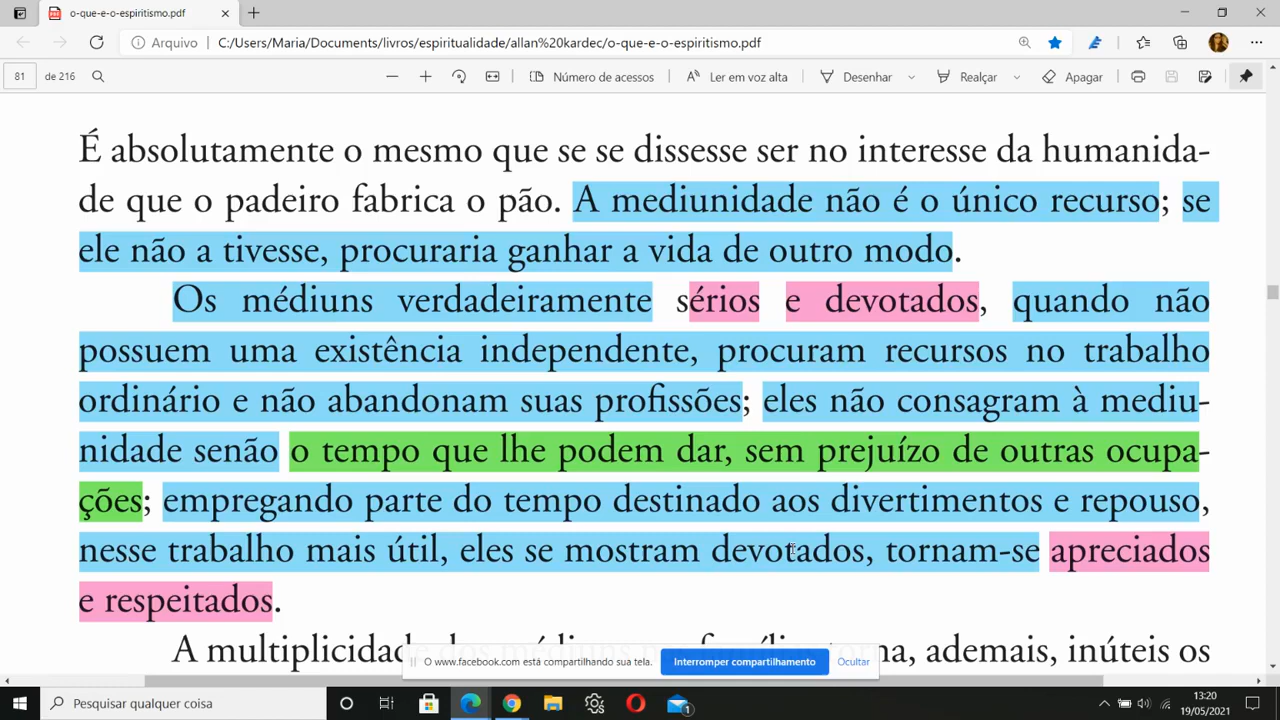 o-que-e-o-espiritismo.pdf
Arquivo C:/Users/Maria/Documents/livros/espiritualidade/allan%20kardec/o-que-e-o-espiritismo.pdf
81 de 216 Número de acessos Ler em voz alta Desenhar Realçar Apagar
É absolutamente o mesmo que se se dissesse ser no interesse da humanida-
de que o padeiro fabrica o pão. A mediunidade não é o único recurso; se
ele não a tivesse, procuraria ganhar a vida de outro modo.
Os médiuns verdadeiramente sérios e devotados, quando não
possuem uma existência independente, procuram recursos no trabalho
ordinário e não abandonam suas profissões; eles não consagram à mediu-
nidade senão o tempo que lhe podem dar, sem prejuízo de outras ocupa-
ções; empregando parte do tempo destinado aos divertimentos e repouso,
nesse trabalho mais útil, eles se mostram devotados, tornam-se apreciados
e respeitados.
A multiplicidade dos médiuns nas famílias torna, ademais, inúteis os
O www.facebook.com está compartilhando sua tela. Interromper compartilhamento Ocultar
Pesquisar qualquer coisa
1
13:20
19/05/2021